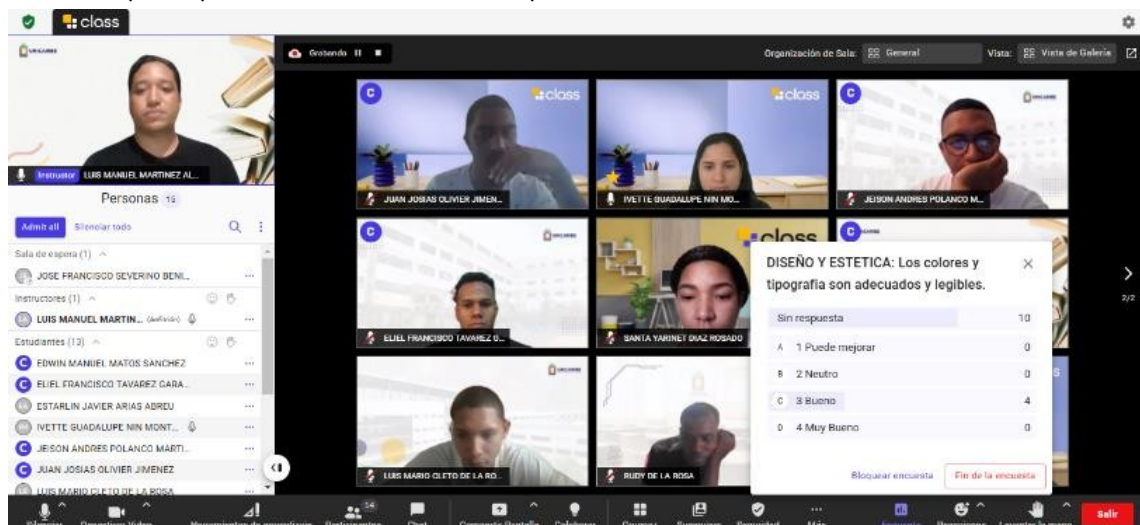 class
UNICARIBE
Instructor LUIS MANUEL MARTINEZ AL...
Personas
Admit all Silenciar todo
Sala de espera (1)
JOSE FRANCISCO SEVERINO BENI...
Instructores (1)
LUIS MANUEL MARTIN...
Estudiantes (13)
EDWIN MANUEL MATOS SANCHEZ
ELIEL FRANCISCO TAVAREZ GARA...
ESTARLIN JAVIER ARIAS ABREU
IVETTE GUADALUPE NIN MONT...
JEISON ANDRES POLANCO MARTI...
JUAN JOSIAS OLIVIER JIMENEZ
LUIS MARIO CLETO DE LA ROSA
Grabando
Organización de Sala: General Vista: Vista de Galería
C class
JUAN JOSIAS OLIVIER JIMEN...
class
IVETTE GUADALUPE NIN MO...
C
JEISON ANDRES POLANCO M...
C
ELIEL FRANCISCO TAVAREZ G...
class
SANTA YARINET DIAZ ROSADO
C
2/2
C
LUIS MARIO CLETO DE LA RO...
RUDY DE LA ROSA
DISEÑO Y ESTETICA: Los colores y
tipografia son adecuados y legibles.
Sin respuesta 10
A 1 Puede mejorar 0
B 2 Neutro 0
C 3 Bueno 4
D 4 Muy Bueno 0
Bloquear encuesta Fin de la encuesta
14
Salir